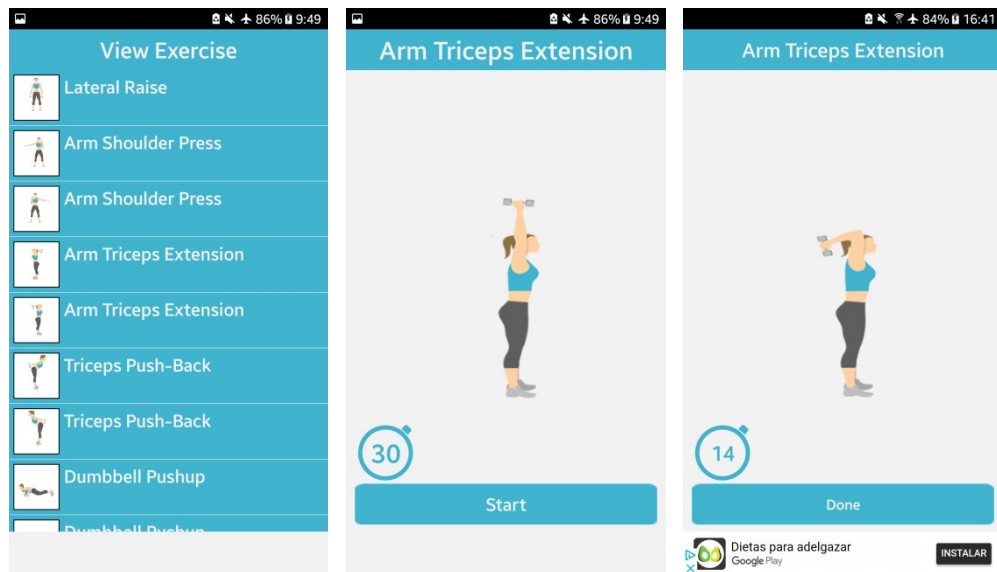 86% 9:49
View Exercise
Lateral Raise
Arm Shoulder Press
Arm Shoulder Press
Arm Triceps Extension
Arm Triceps Extension
Triceps Push-Back
Triceps Push-Back
Dumbbell Pushup
Dumbbell Pushup
86% 9:49
Arm Triceps Extension
30
Start
84% 16:41
Arm Triceps Extension
14
Done
Dietas para adelgazar
Google Play
INSTALAR